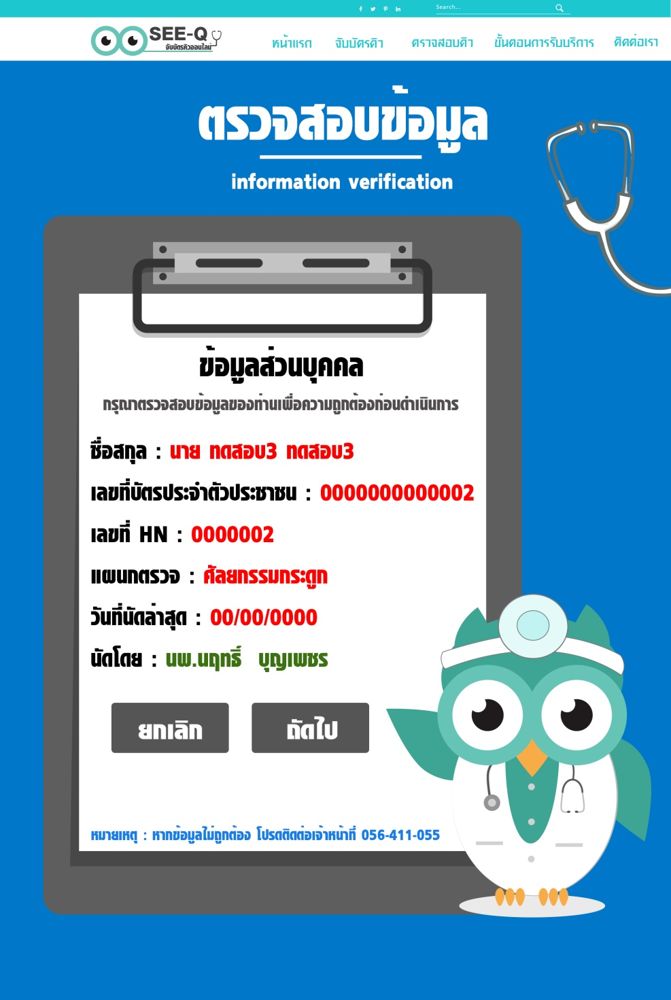 Search...
SEE-Q
จับบัตรคิวออนไลน์
หน้าแรก จับบัตรคิว ตรวจสอบคิว ขั้นตอนการรับบริการ ติดต่อเรา
ตรวจสอบข้อมูล
information verification
ข้อมูลส่วนบุคคล
กรุณาตรวจสอบข้อมูลของท่านเพื่อความถูกต้องก่อนดำเนินการ
ชื่อสกุล : นาย ทดสอบ3 ทดสอบ3
เลขที่บัตรประจำตัวประชาชน : 0000000000002
เลขที่ HN : 0000002
แผนกตรวจ : ศัลยกรรมกระดูก
วันที่นัดล่าสุด : 00/00/0000
นัดโดย : นพ.นฤทธิ์ บุญเพชร
ยกเลิก ถัดไป
หมายเหตุ : หากข้อมูลไม่ถูกต้อง โปรดติดต่อเจ้าหน้าที่ 056-411-055